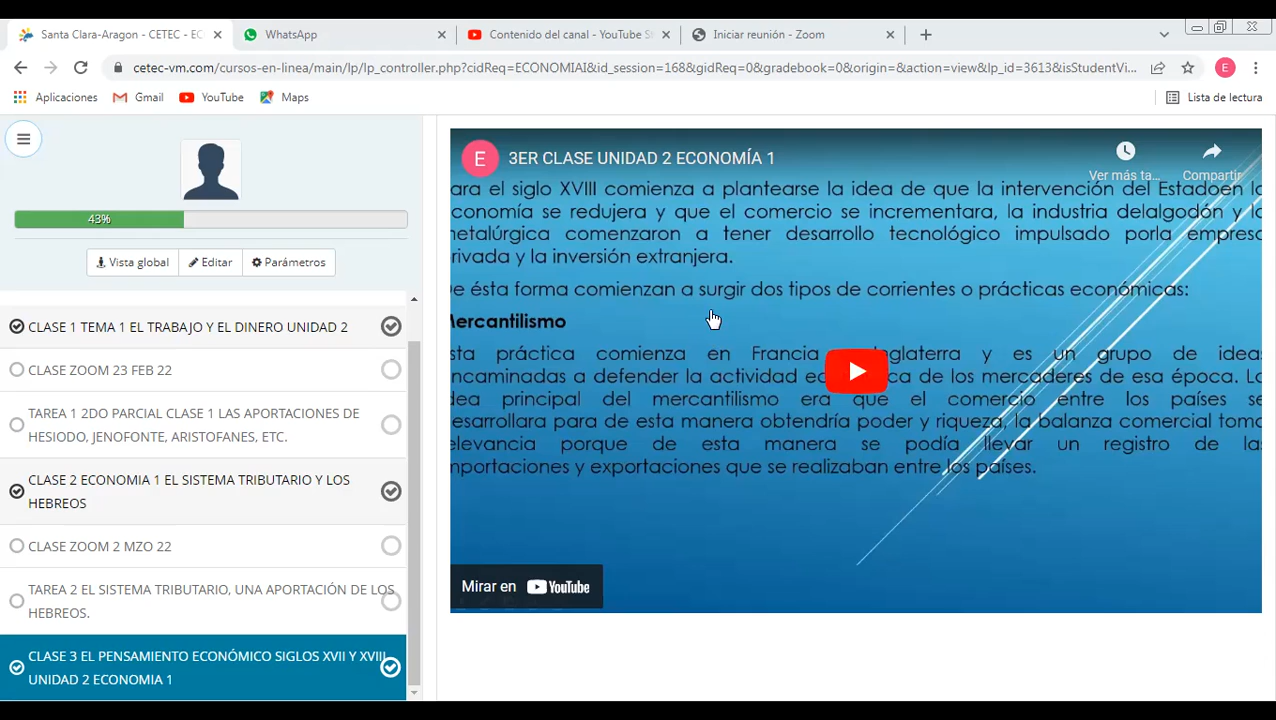 Santa Clara-Aragon - CETEC - EC
WhatsApp
Contenido del canal - YouTube S
Iniciar reunión - Zoom
cetec-vm.com/cursos-en-linea/main/lp/lp_controller.php?cidReq=ECONOMIAI&id_session=168&gidReq=0&gradebook=0&origin=&action=view&lp_id=3613&isStudentVi...
E
Aplicaciones
Gmail
YouTube
Maps
Lista de lectura
43%
Vista global
Editar
Parámetros
CLASE 1 TEMA 1 EL TRABAJO Y EL DINERO UNIDAD 2
CLASE ZOOM 23 FEB 22
TAREA 1 2DO PARCIAL CLASE 1 LAS APORTACIONES DE
HESIODO, JENOFONTE, ARISTOFANES, ETC.
CLASE 2 ECONOMIA 1 EL SISTEMA TRIBUTARIO Y LOS
HEBREOS
CLASE ZOOM 2 MZO 22
TAREA 2 EL SISTEMA TRIBUTARIO, UNA APORTACIÓN DE LOS
HEBREOS.
CLASE 3 EL PENSAMIENTO ECONÓMICO SIGLOS XVII Y XVIII
UNIDAD 2 ECONOMIA 1
E
3ER CLASE UNIDAD 2 ECONOMÍA 1
Ver más ta...
Compartir
ara el siglo XVIII comienza a plantearse la idea de que la intervención del Estadoen l
conomía se redujera y que el comercio se incrementara, la industria delalgodón y l
etalúrgica comenzaron a tener desarrollo tecnológico impulsado porla empresa
rivada y la inversión extranjera.
e ésta forma comienzan a surgir dos tipos de corrientes o prácticas económicas:
Mercantilismo
sta práctica comienza en Francia Inglaterra y es un grupo de idea
ncaminadas a defender la actividad ec ca de los mercaderes de esa época. L
dea principal del mercantilismo era que el comercio entre los países se
esarrollara para de esta manera obtendría poder y riqueza, la balanza comercial tom
elevancia porque de esta manera se podía llevar un registro de las
mportaciones y exportaciones que se realizaban entre los países.
Mirar en YouTube